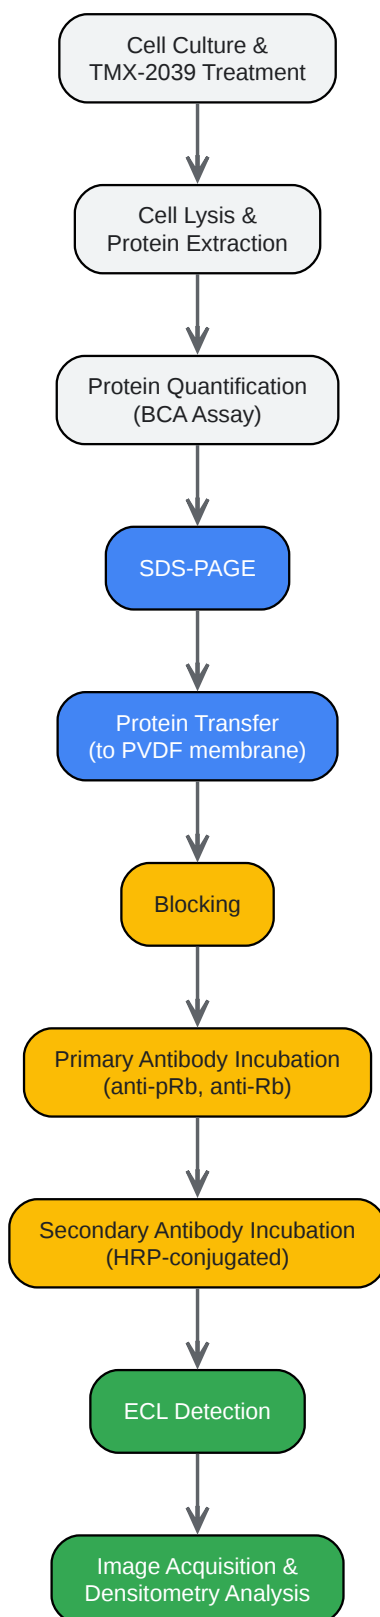 Cell Culture &
TMX-2039 Treatment
Cell Lysis &
Protein Extraction
Protein Quantification
(BCA Assay)
SDS-PAGE
Protein Transfer
(to PVDF membrane)
Blocking
Primary Antibody Incubation
(anti-pRb, anti-Rb)
Secondary Antibody Incubation
(HRP-conjugated)
ECL Detection
Image Acquisition &
Densitometry Analysis